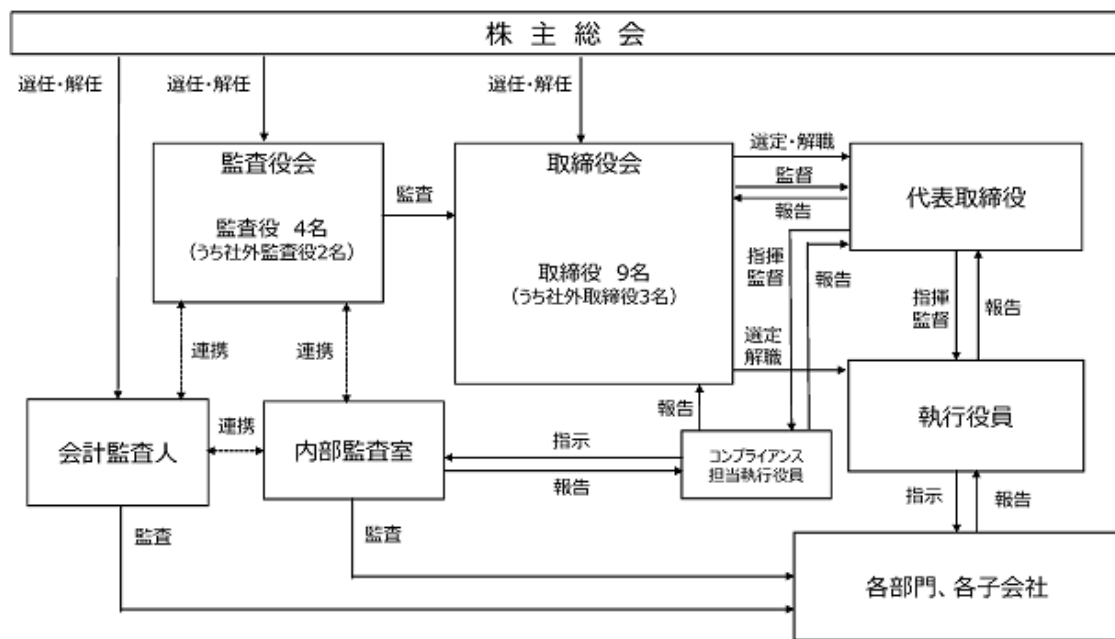 株主総会
選任・解任
選任・解任
選任・解任
監査役会
監査役 4名
(うち社外監査役2名)
監査
取締役会
取締役 9名
(うち社外取締役3名)
選定・解職
監督
報告
代表取締役
指揮
監督
報告
指揮
監督
報告
選定
解職
連携
連携
執行役員
報告
会計監査人
連携
内部監査室
指示
報告
コンプライアンス
担当執行役員
指示
報告
監査
監査
各部門、各子会社